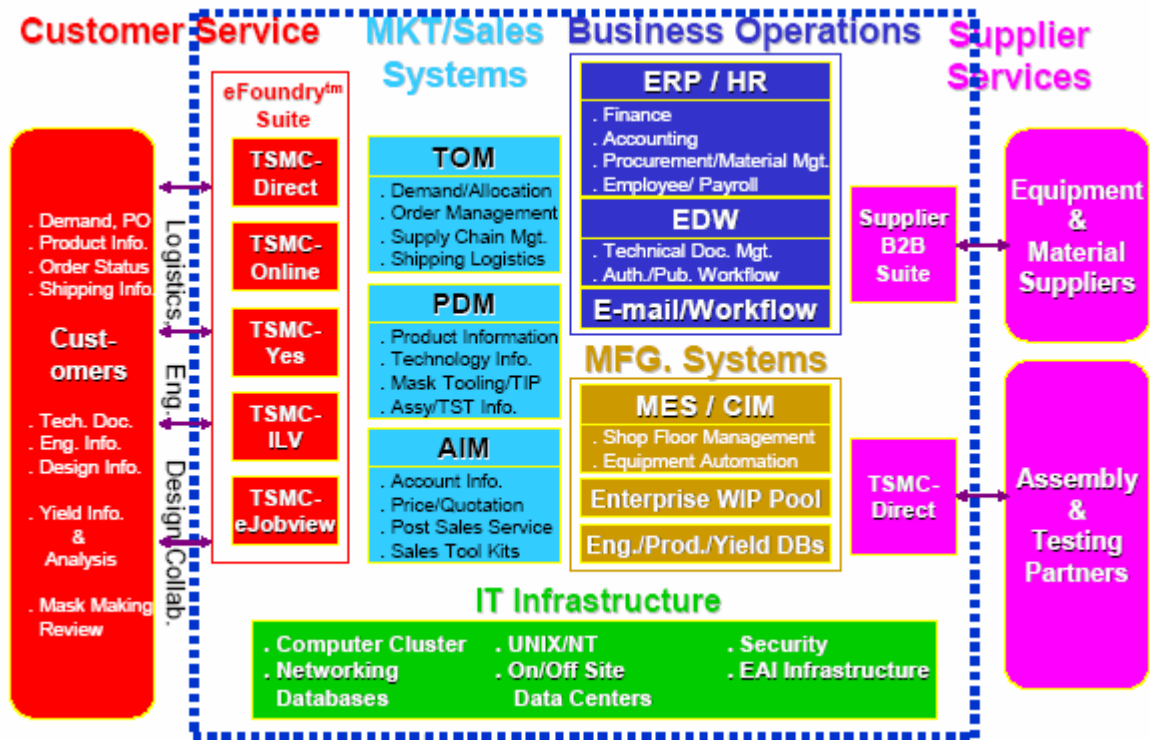 Customer Service
MKT/Sales
Systems
Business Operations
Supplier
Services
. Demand, PO
. Product Info.
. Order Status
. Shipping Info.
Cust-
omers
. Tech. Doc.
. Eng. Info.
. Design Info.
. Yield Info.
&
Analysis
. Mask Making
Review
Logistics, Eng. Design Collab.
eFoundry™
Suite
TSMC-
Direct
TSMC-
Online
TSMC-
Yes
TSMC-
ILV
TSMC-
eJobview
TOM
. Demand/Allocation
. Order Management
. Supply Chain Mgt.
. Shipping Logistics
PDM
. Product Information
. Technology Info.
. Mask Tooling/TIP
. Assy/TST Info.
AIM
. Account Info.
. Price/Quotation
. Post Sales Service
. Sales Tool Kits
ERP / HR
. Finance
. Accounting
. Procurement/Material Mgt.
. Employee/ Payroll
EDW
. Technical Doc. Mgt.
. Auth./Pub. Workflow
E-mail/Workflow
MFG. Systems
MES / CIM
. Shop Floor Management
. Equipment Automation
Enterprise WIP Pool
Eng./Prod./Yield DBs
Supplier
B2B
Suite
TSMC-
Direct
Equipment
&
Material
Suppliers
Assembly
&
Testing
Partners
IT Infrastructure
. Computer Cluster
. Networking
Databases
. UNIX/NT
. On/Off Site
Data Centers
. Security
. EAI Infrastructure